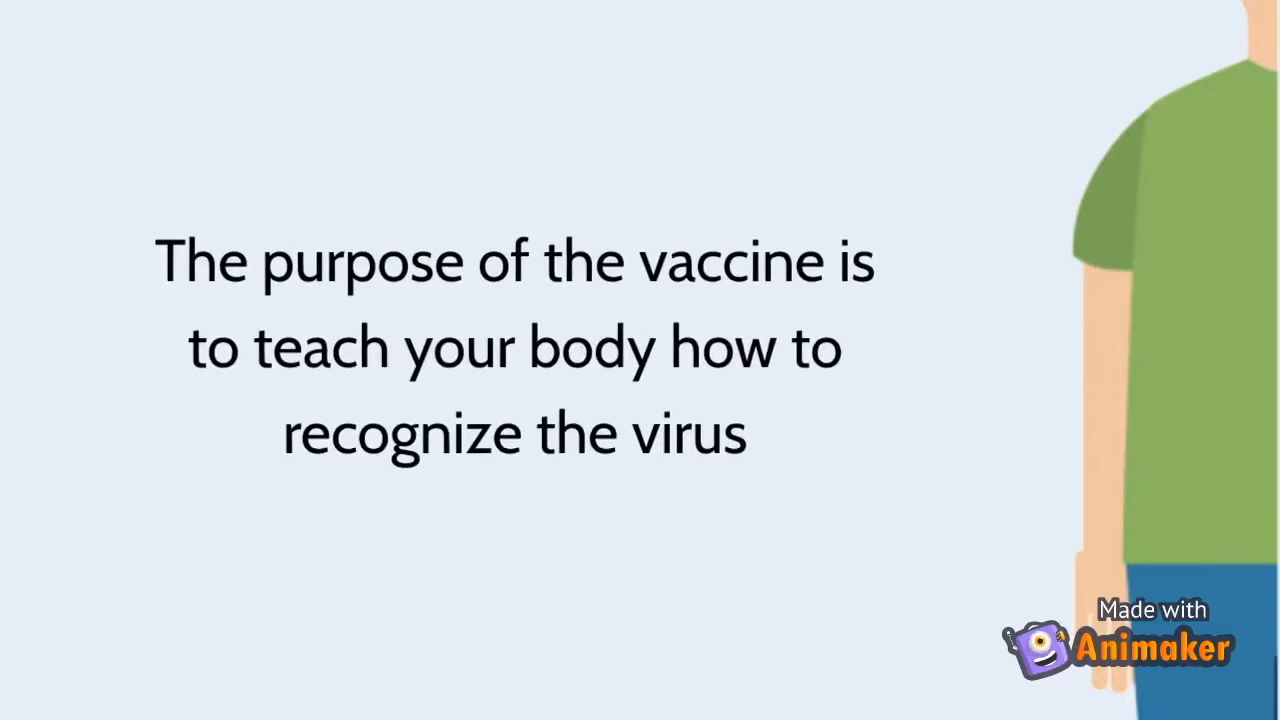 The purpose of the vaccine is
to teach your body how to
recognize the virus
Made with
Animaker